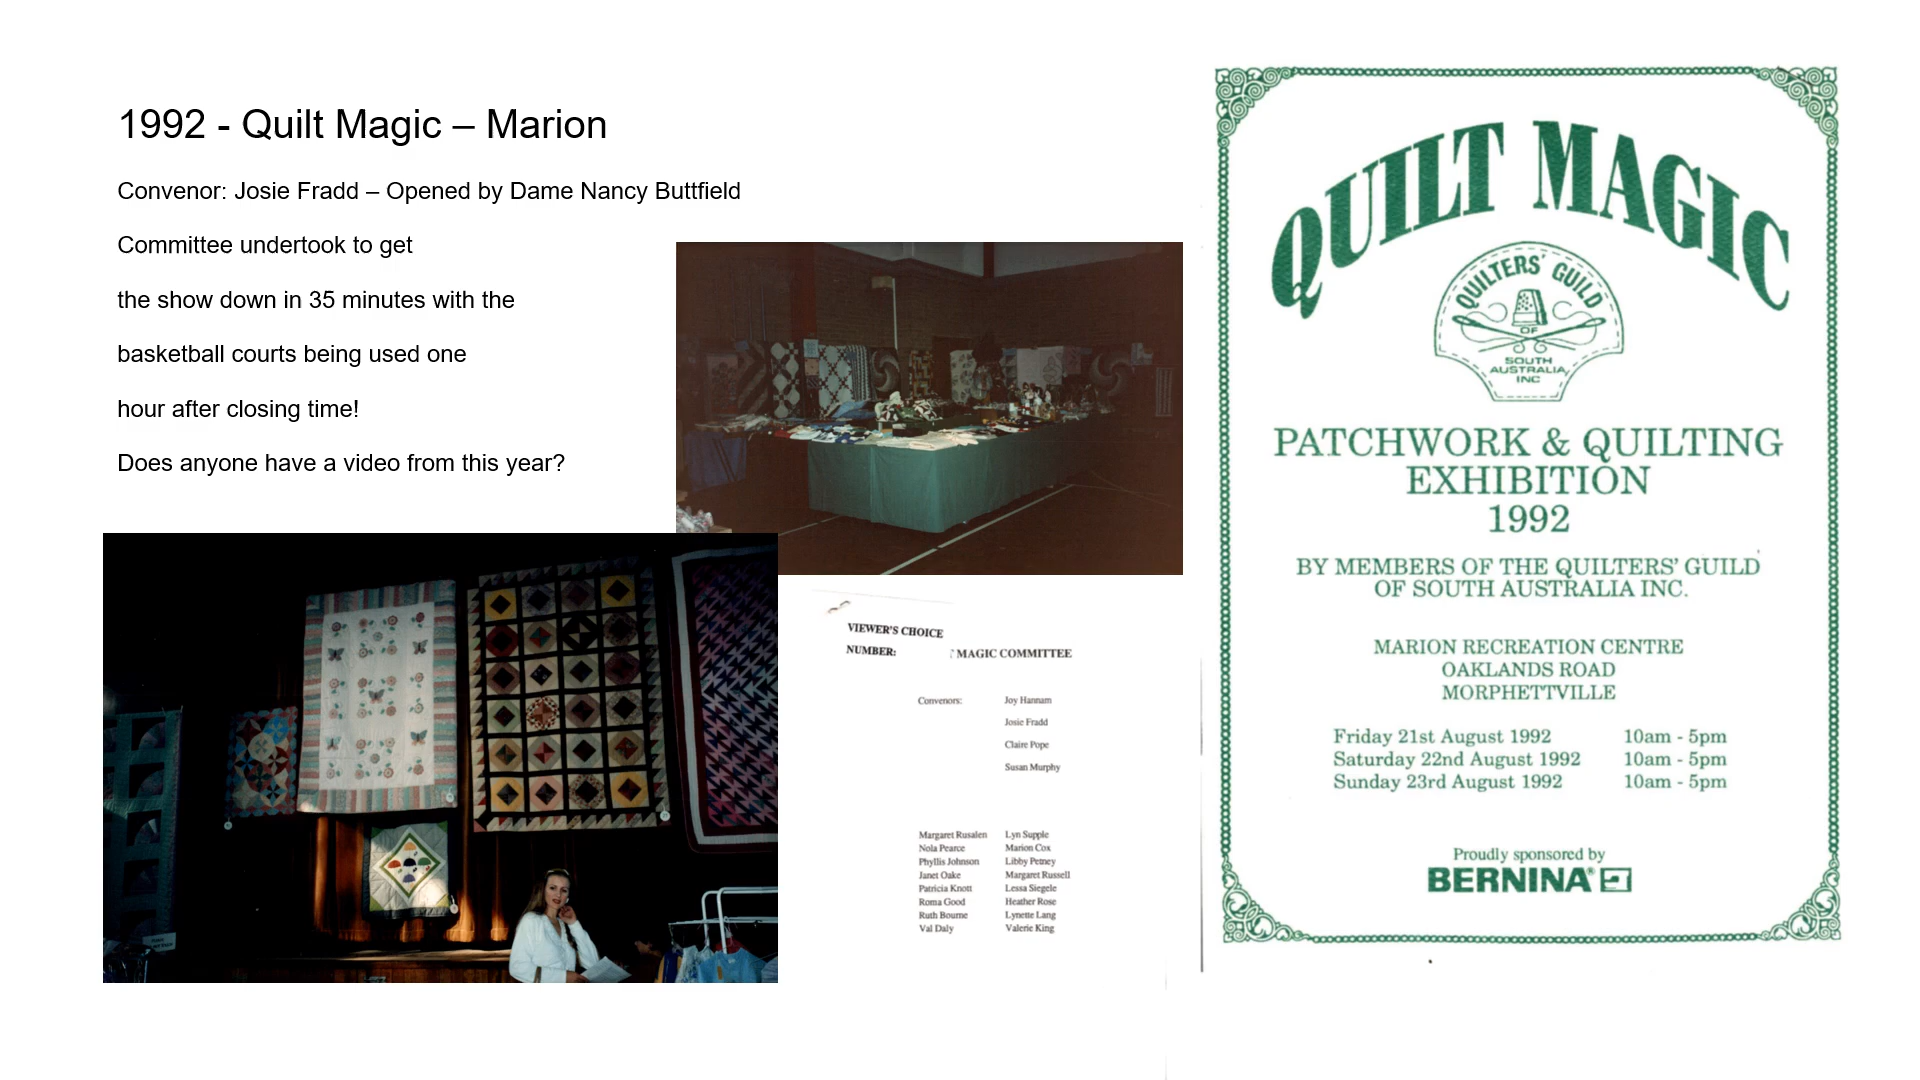 1992 - Quilt Magic – Marion
Convenor: Josie Fradd – Opened by Dame Nancy Buttfield
Committee undertook to get
the show down in 35 minutes with the
basketball courts being used one
hour after closing time!
Does anyone have a video from this year?
VIEWER'S CHOICE
NUMBER:
MAGIC COMMITTEE
Convenors: Joy Hannam
Josie Fradd
Claire Pope
Susan Murphy
Margaret Rusalen Lyn Supple
Nola Pearce Marion Cox
Phyllis Johnson Libby Petney
Janet Oake Margaret Russell
Patricia Knott Lessa Siegele
Roma Good Heather Rose
Ruth Bourne Lynette Lang
Val Daly Valerie King
QUILT MAGIC
QUILTERS' GUILD
OF
SOUTH
AUSTRALIA
INC
PATCHWORK & QUILTING
EXHIBITION
1992
BY MEMBERS OF THE QUILTERS' GUILD
OF SOUTH AUSTRALIA INC.
MARION RECREATION CENTRE
OAKLANDS ROAD
MORPHETTVILLE
Friday 21st August 1992 10am - 5pm
Saturday 22nd August 1992 10am - 5pm
Sunday 23rd August 1992 10am - 5pm
Proudly sponsored by
BERNINA®